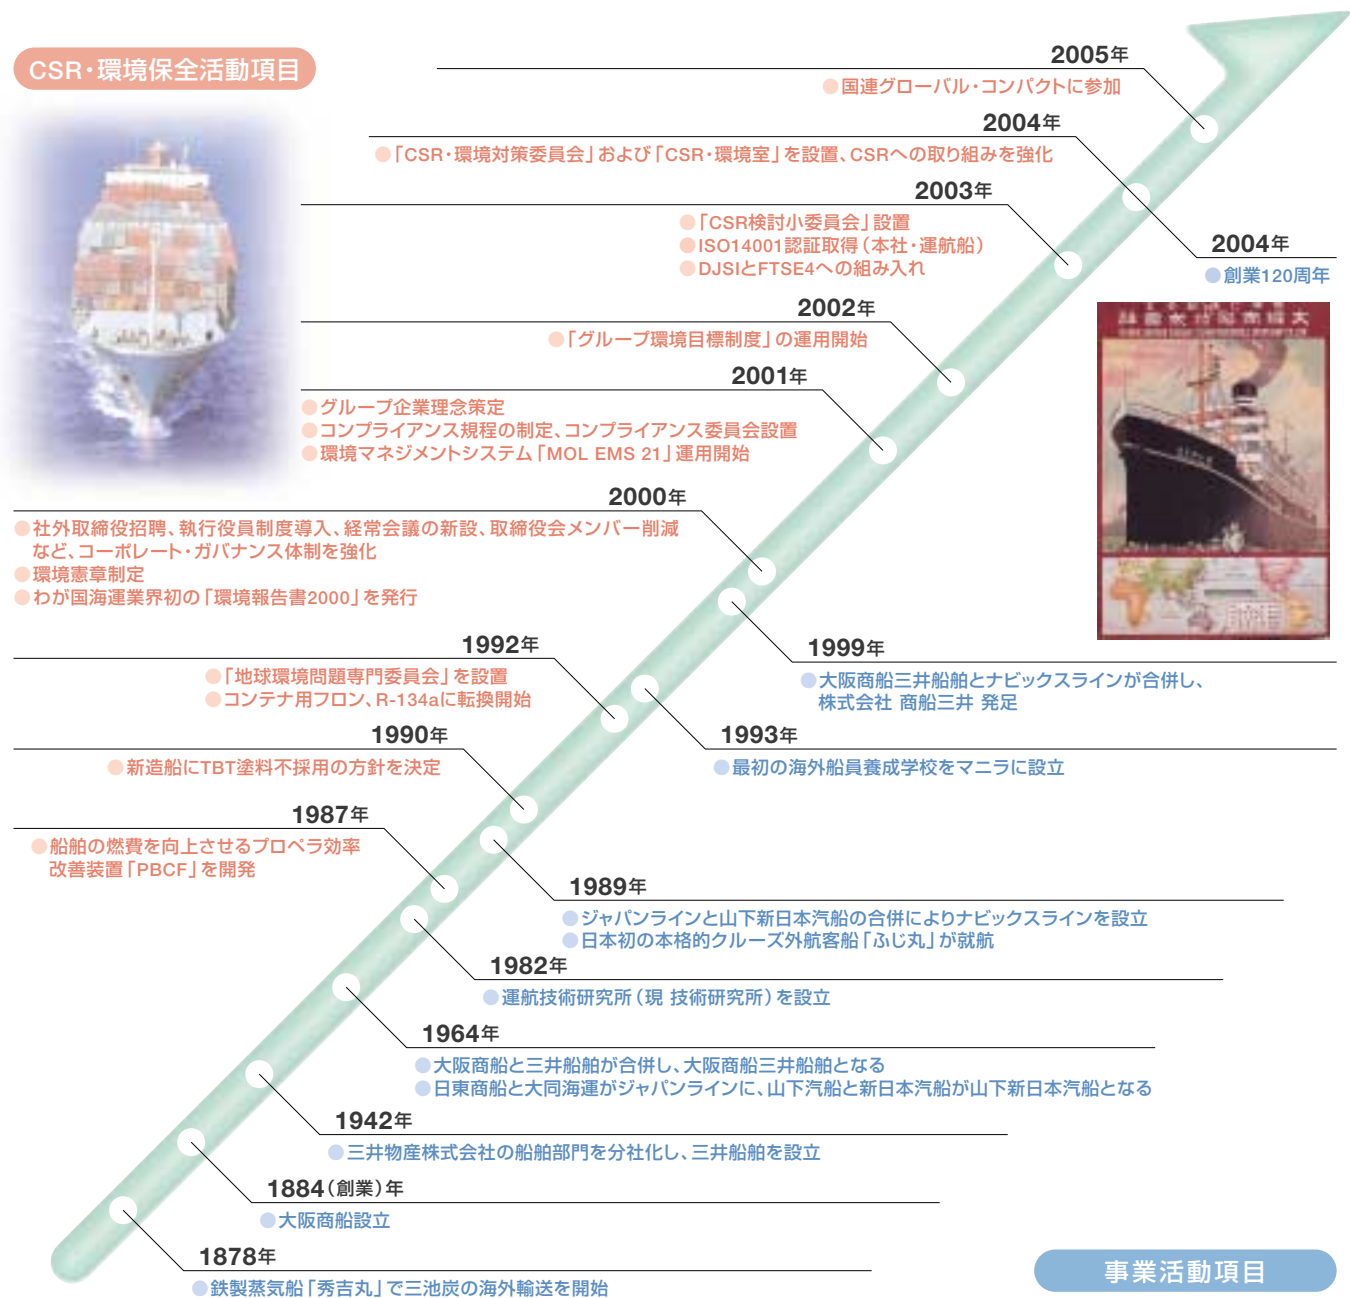 CSR・環境保全活動項目
2005年
●国連グローバル・コンパクトに参加
2004年
●「CSR・環境対策委員会」および「CSR・環境室」を設置、CSRへの取り組みを強化
2003年
●「CSR検討小委員会」設置
●ISO14001認証取得（本社・運航船）
●DJSIとFTSE4への組み入れ
2004年
●創業120周年
2002年
●「グループ環境目標制度」の運用開始
2001年
●グループ企業理念策定
●コンプライアンス規程の制定、コンプライアンス委員会設置
●環境マネジメントシステム「MOL EMS 21」運用開始
2000年
●社外取締役招聘、執行役員制度導入、経常会議の新設、取締役会メンバー削減
など、コーポレート・ガバナンス体制を強化
●環境憲章制定
●わが国海運業界初の「環境報告書2000」を発行
1999年
●大阪商船三井船舶とナビックスラインが合併し、
株式会社 商船三井 発足
1992年
●「地球環境問題専門委員会」を設置
●コンテナ用フロン、R-134aに転換開始
1993年
●最初の海外船員養成学校をマニラに設立
1990年
●新造船にTBT塗料不採用の方針を決定
1987年
●船舶の燃費を向上させるプロペラ効率
改善装置「PBCF」を開発
1989年
●ジャパンラインと山下新日本汽船の合併によりナビックスラインを設立
●日本初の本格的クルーズ外航客船「ふじ丸」が就航
1982年
●運航技術研究所（現 技術研究所）を設立
1964年
●大阪商船と三井船舶が合併し、大阪商船三井船舶となる
●日東商船と大同海運がジャパンラインに、山下汽船と新日本汽船が山下新日本汽船となる
1942年
●三井物産株式会社の船舶部門を分社化し、三井船舶を設立
1884（創業）年
●大阪商船設立
1878年
●鉄製蒸気船「秀吉丸」で三池炭の海外輸送を開始
事業活動項目